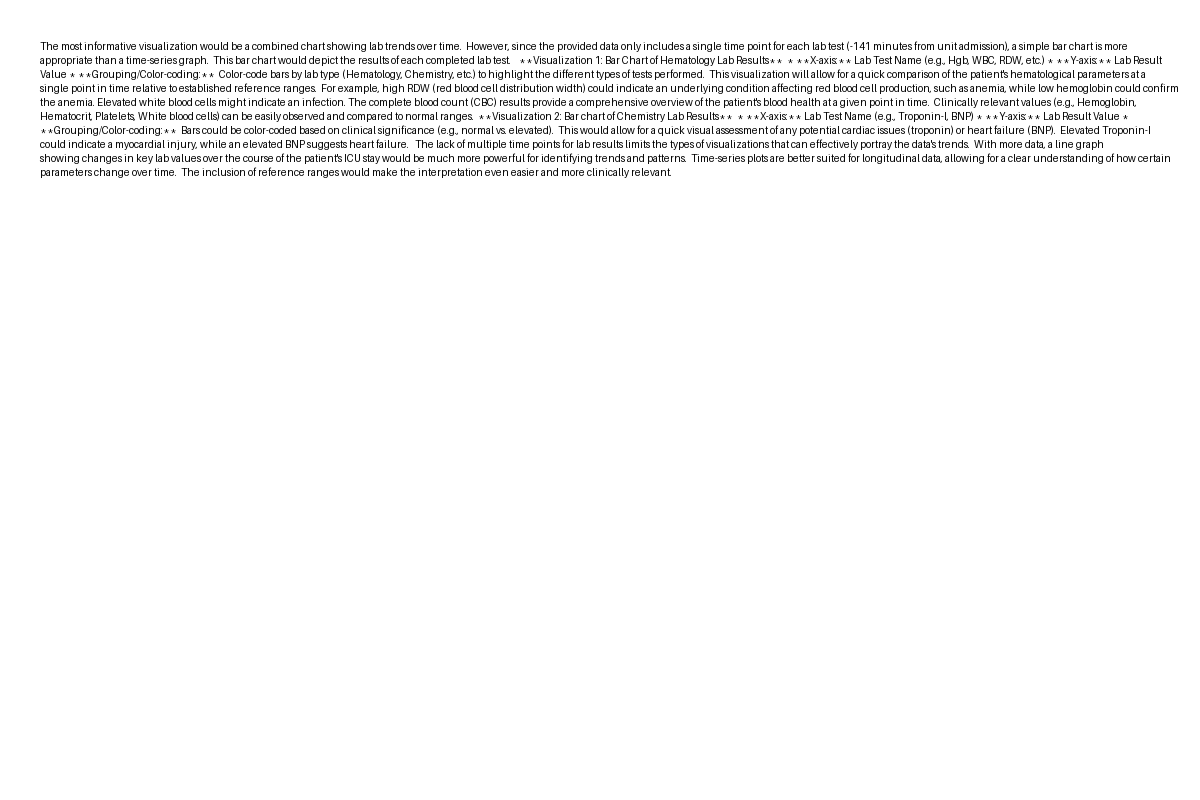 The most informative visualization would be a combined chart showing lab trends over time.  However, since the provided data only includes a single time point for each lab test (-141 minutes from unit admission), a simple bar chart is more
appropriate than a time-series graph.  This bar chart would depict the results of each completed lab test.   **Visualization 1: Bar Chart of Hematology Lab Results**  * **X-axis:** Lab Test Name (e.g., Hgb, WBC, RDW, etc.) * **Y-axis:** Lab Result
Value * **Grouping/Color-coding:** Color-code bars by lab type (Hematology, Chemistry, etc.) to highlight the different types of tests performed.  This visualization will allow for a quick comparison of the patient's hematological parameters at a
single point in time relative to established reference ranges.  For example, high RDW (red blood cell distribution width) could indicate an underlying condition affecting red blood cell production, such as anemia, while low hemoglobin could confirm
the anemia. Elevated white blood cells might indicate an infection. The complete blood count (CBC) results provide a comprehensive overview of the patient's blood health at a given point in time.  Clinically relevant values (e.g., Hemoglobin,
Hematocrit, Platelets, White blood cells) can be easily observed and compared to normal ranges.  **Visualization 2: Bar chart of Chemistry Lab Results**  * **X-axis:** Lab Test Name (e.g., Troponin-I, BNP) * **Y-axis:** Lab Result Value *
**Grouping/Color-coding:**  Bars could be color-coded based on clinical significance (e.g., normal vs. elevated).  This would allow for a quick visual assessment of any potential cardiac issues (troponin) or heart failure (BNP).  Elevated Troponin-I
could indicate a myocardial injury, while an elevated BNP suggests heart failure.   The lack of multiple time points for lab results limits the types of visualizations that can effectively portray the data's trends.  With more data, a line graph
showing changes in key lab values over the course of the patient's ICU stay would be much more powerful for identifying trends and patterns.  Time-series plots are better suited for longitudinal data, allowing for a clear understanding of how certain
parameters change over time.  The inclusion of reference ranges would make the interpretation even easier and more clinically relevant.